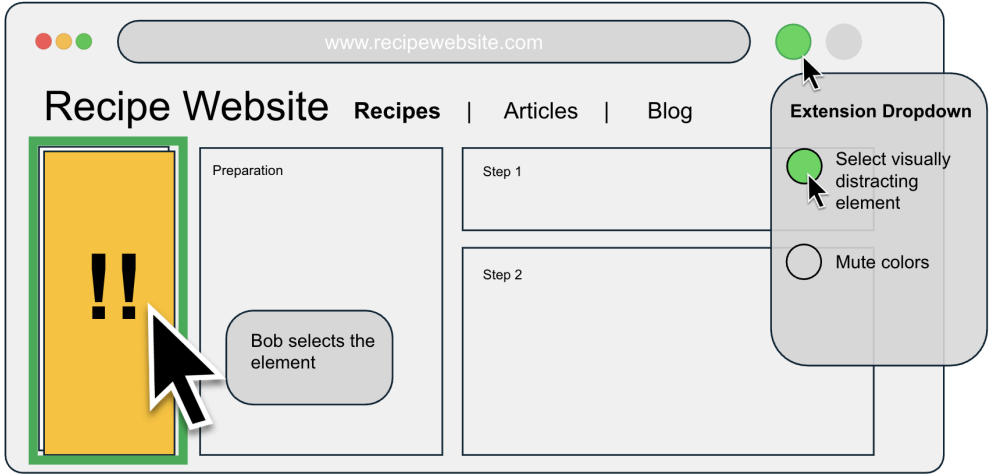 www.recipewebsite.com
Recipe Website
Recipes | Articles | Blog
Extension Dropdown
Select visually
distracting
element
Mute colors
!!
Preparation
Bob selects the
element
Step 1
Step 2